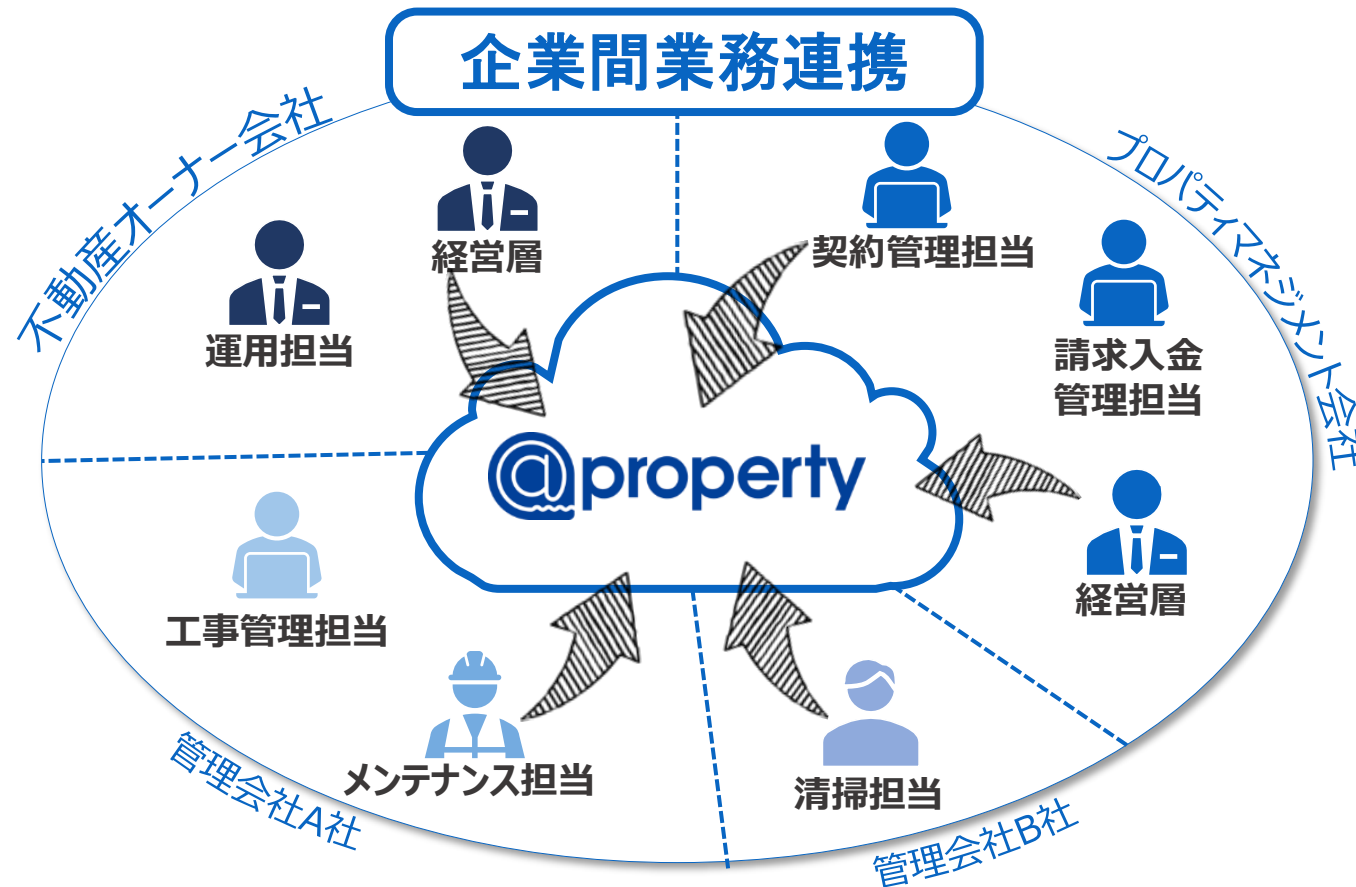 企業間業務連携
不動産オーナー会社
経営層
運用担当
プロパティマネジメント会社
契約管理担当
請求入金
管理担当
経営層
@property
工事管理担当
メンテナンス担当
管理会社A社
清掃担当
管理会社B社